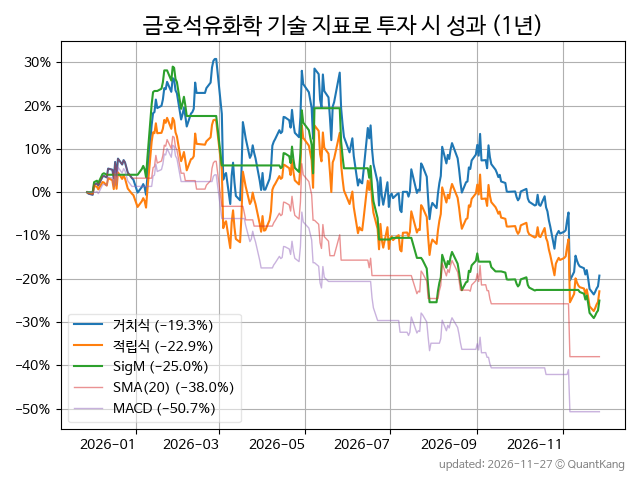 금호석유화학 기술 지표로 투자 시 성과 (1년)
30%
20%
10%
0%
−10%
−20%
−30%
−40%
−50%
거치식 (−19.3%)
적립식 (−22.9%)
SigM (−25.0%)
SMA(20) (−38.0%)
MACD (−50.7%)
2026-01 2026-03 2026-05 2026-07 2026-09 2026-11
updated: 2026-11-27 © QuantKang